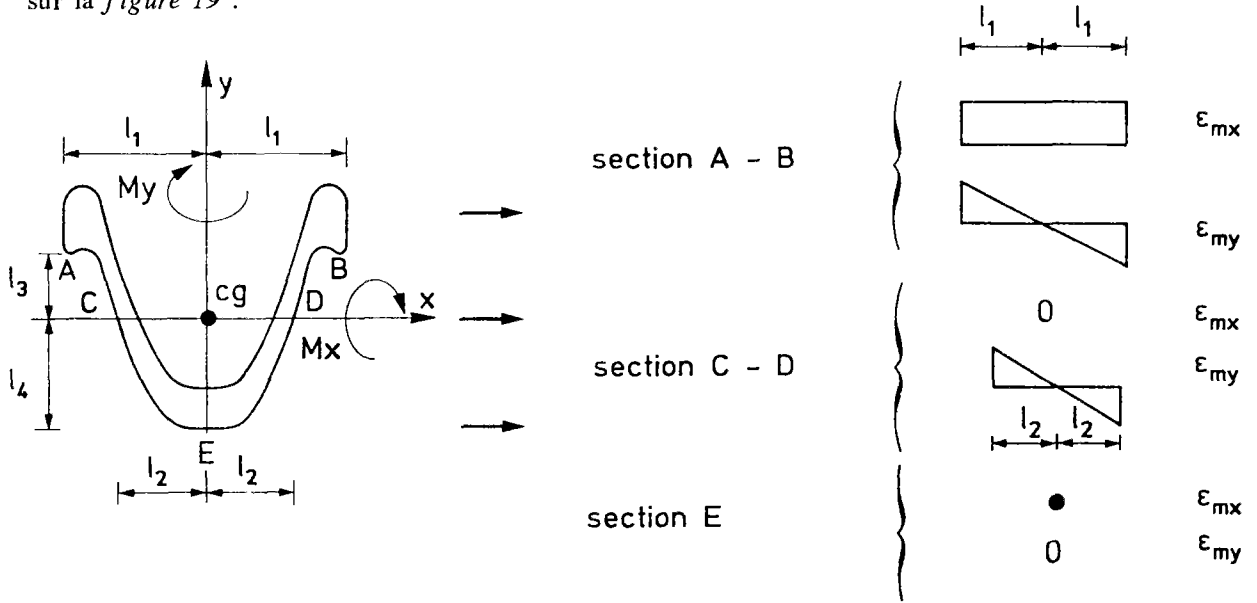 sur la figure 19 .
y
l1 l1
My
A
B
l3
C
cg
D
x
Mx
l4
E
l2 l2
section A - B
l1 l1
εmx
εmy
section C - D
0
εmx
εmy
l2 l2
section E
εmx
0
εmy